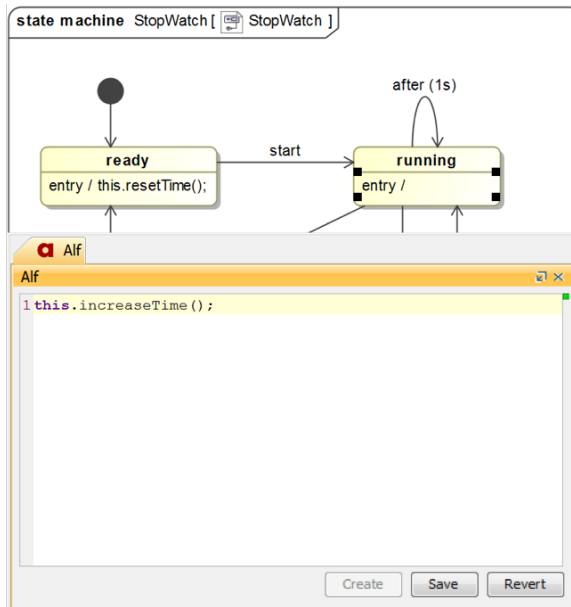 state machine StopWatch [ StopWatch ]
after (1s)
ready
start
running
entry / this.resetTime();
entry /
a Alf
Alf
1 this.increaseTime();
Create
Save
Revert